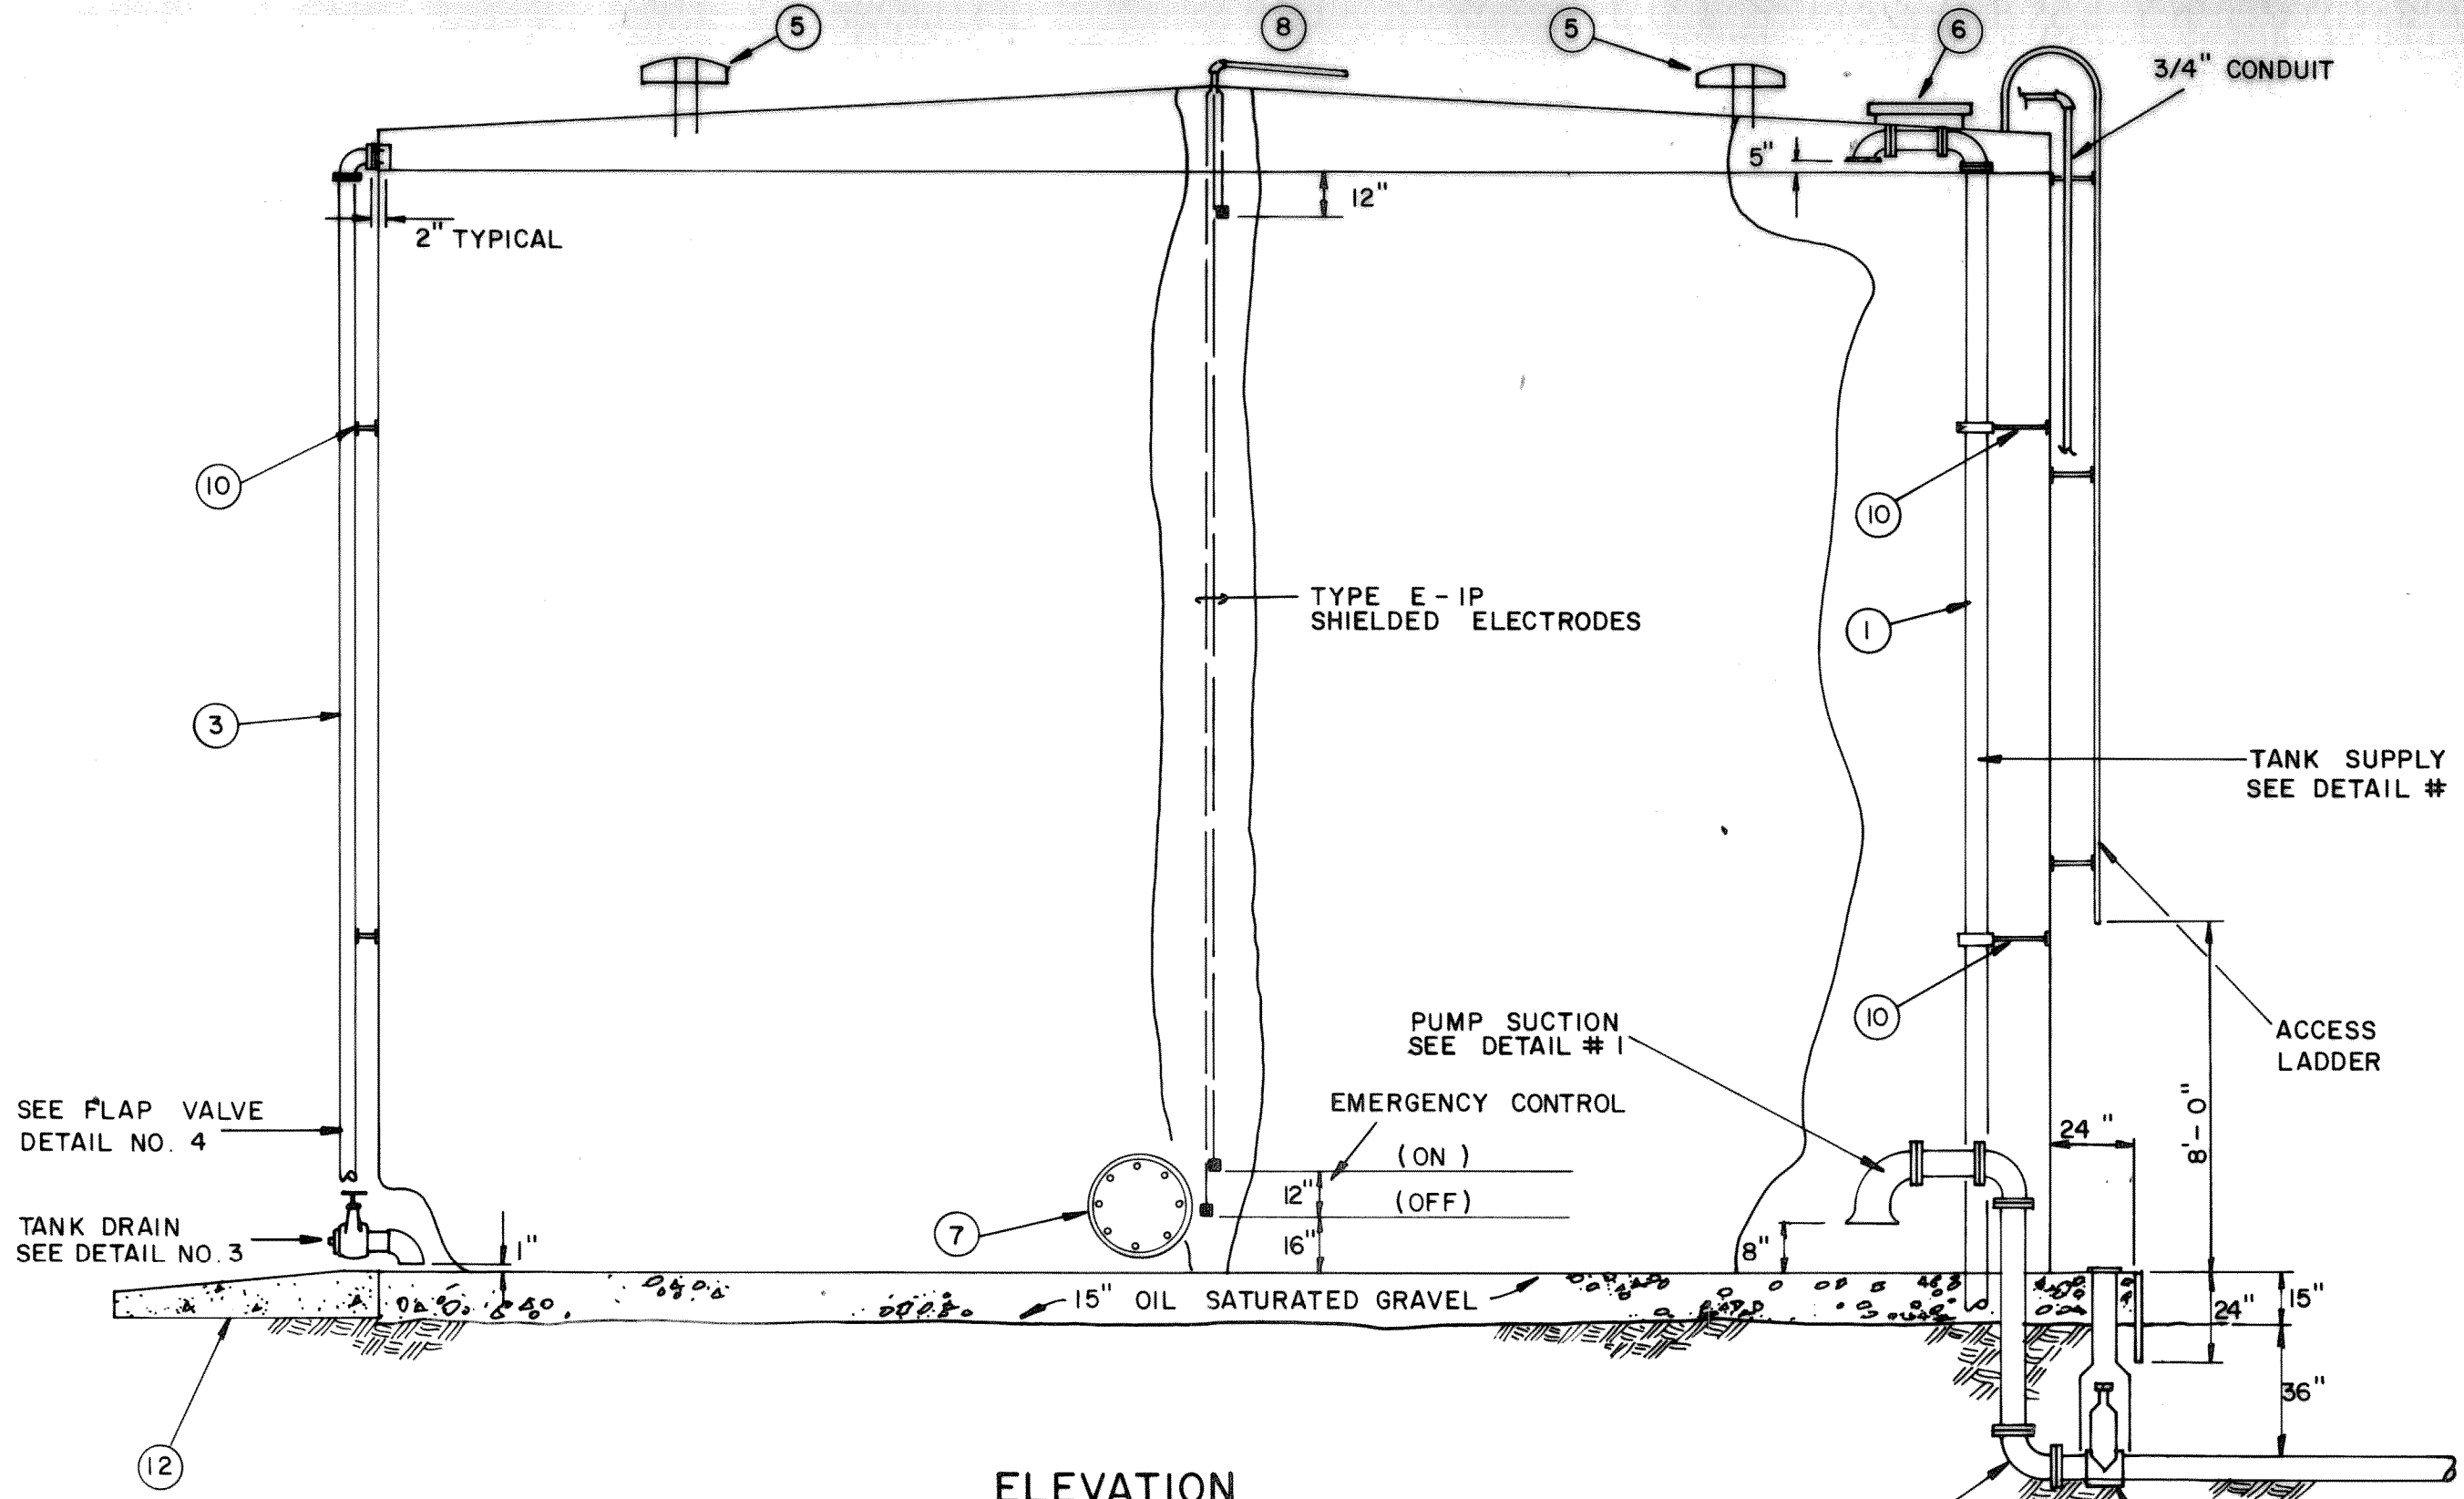 5
8
5
6
3/4" CONDUIT
5"
12"
2" TYPICAL
10
10
TYPE E-1P
SHIELDED ELECTRODES
1
3
TANK SUPPLY
SEE DETAIL #
10
PUMP SUCTION
SEE DETAIL # 1
ACCESS
LADDER
SEE FLAP VALVE
DETAIL NO. 4
EMERGENCY CONTROL
24"
8'-0"
(ON)
12"
(OFF)
TANK DRAIN
SEE DETAIL NO. 3
1"
7
16"
8"
15" OIL SATURATED GRAVEL
15"
24"
36"
12
ELEVATION